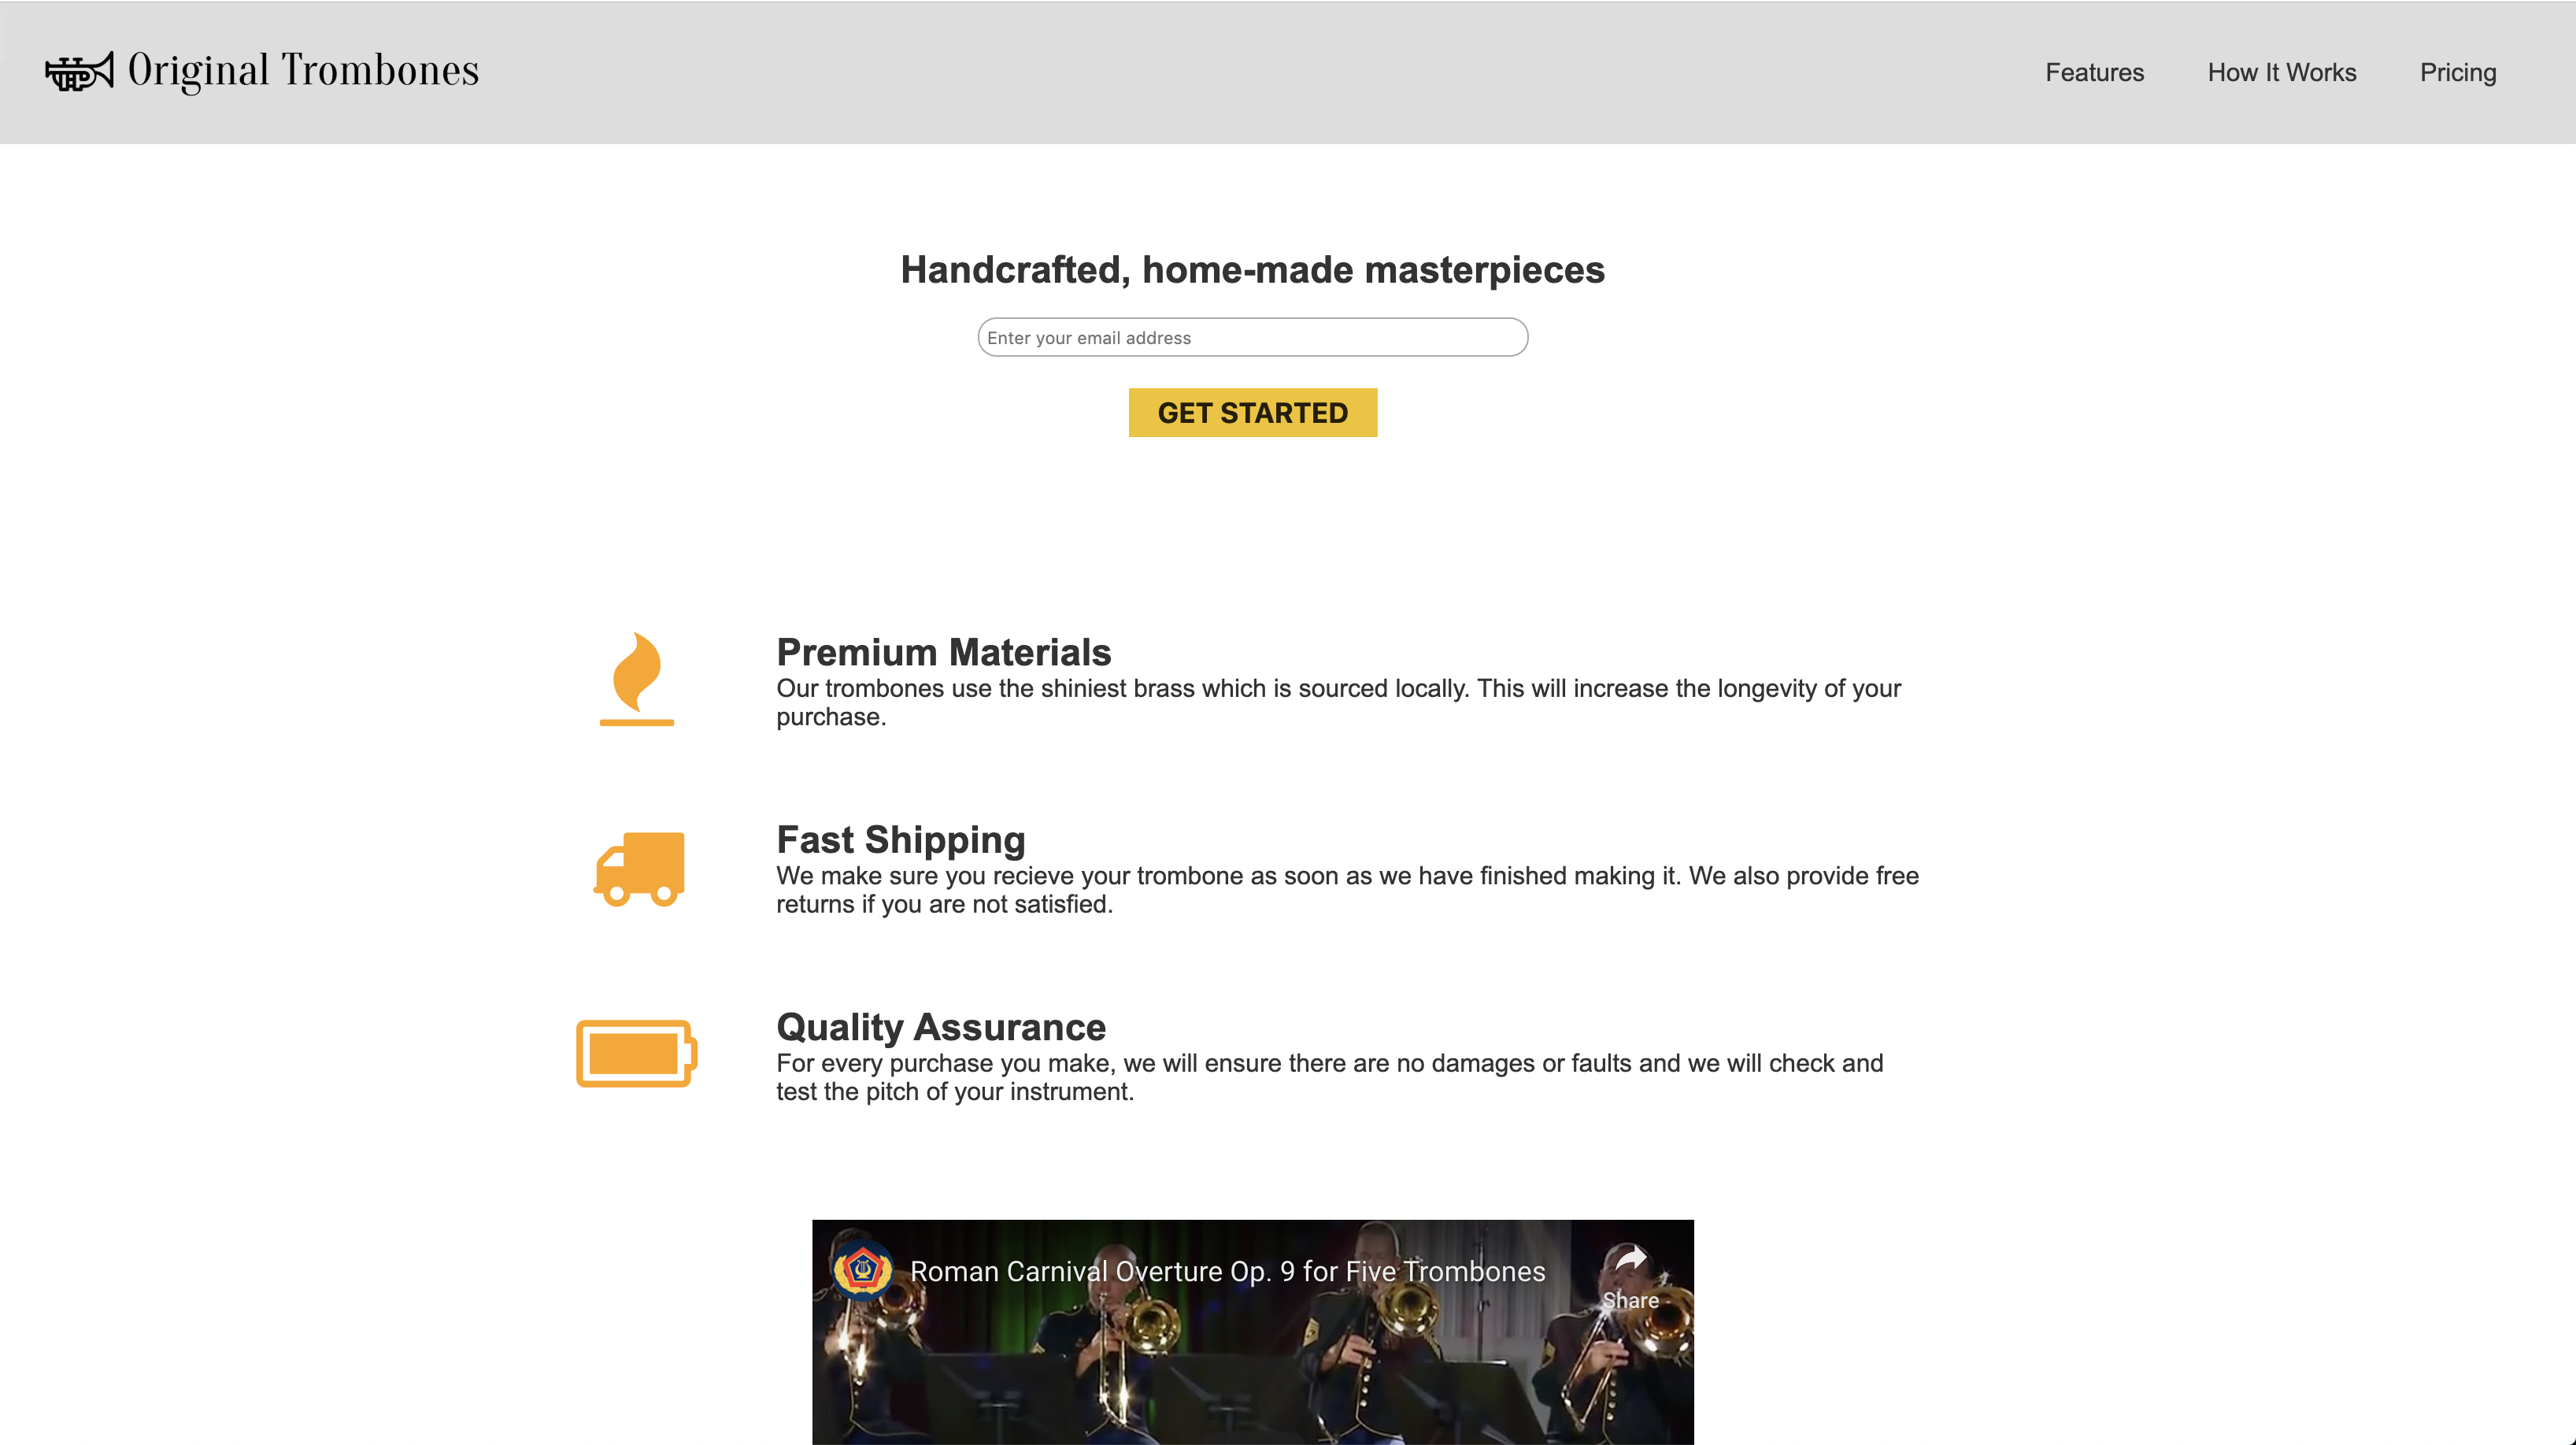 Original Trombones
Features
How It Works
Pricing
Handcrafted, home-made masterpieces
Enter your email address
GET STARTED
Premium Materials
Our trombones use the shiniest brass which is sourced locally. This will increase the longevity of your
purchase.
Fast Shipping
We make sure you recieve your trombone as soon as we have finished making it. We also provide free
returns if you are not satisfied.
Quality Assurance
For every purchase you make, we will ensure there are no damages or faults and we will check and
test the pitch of your instrument.
Roman Carnival Overture Op. 9 for Five Trombones
Share